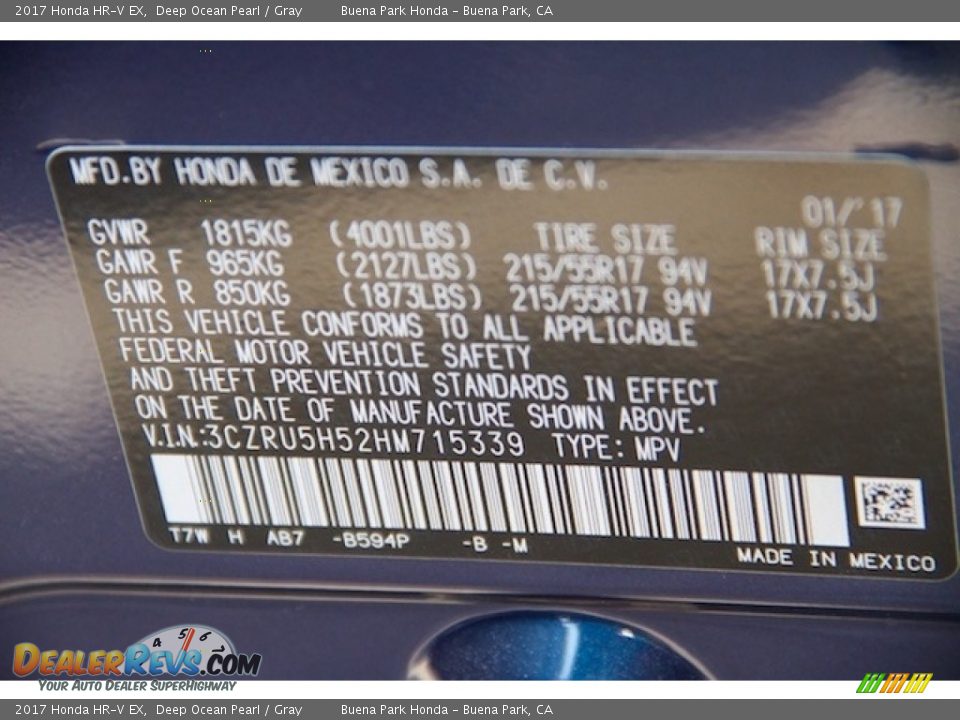 2017 Honda HR-V EX, Deep Ocean Pearl / Gray Buena Park Honda - Buena Park, CA
MFD.BY HONDA DE MEXICO S.A. DE C.V.
01/'17
GVWR 1815KG (4001LBS) TIRE SIZE RIM SIZE
GAWR F 965KG (2127LBS) 215/55R17 94V 17X7.5J
GAWR R 850KG (1873LBS) 215/55R17 94V 17X7.5J
THIS VEHICLE CONFORMS TO ALL APPLICABLE
FEDERAL MOTOR VEHICLE SAFETY
AND THEFT PREVENTION STANDARDS IN EFFECT
ON THE DATE OF MANUFACTURE SHOWN ABOVE.
V.I.N.:3CZRU5H52HM715339 TYPE: MPV
T7W H AB7 -B594P -B -M
MADE IN MEXICO
4 5 6
DEALERREVS.COM
YOUR AUTO DEALER SUPERHIGHWAY
2017 Honda HR-V EX, Deep Ocean Pearl / Gray Buena Park Honda - Buena Park, CA